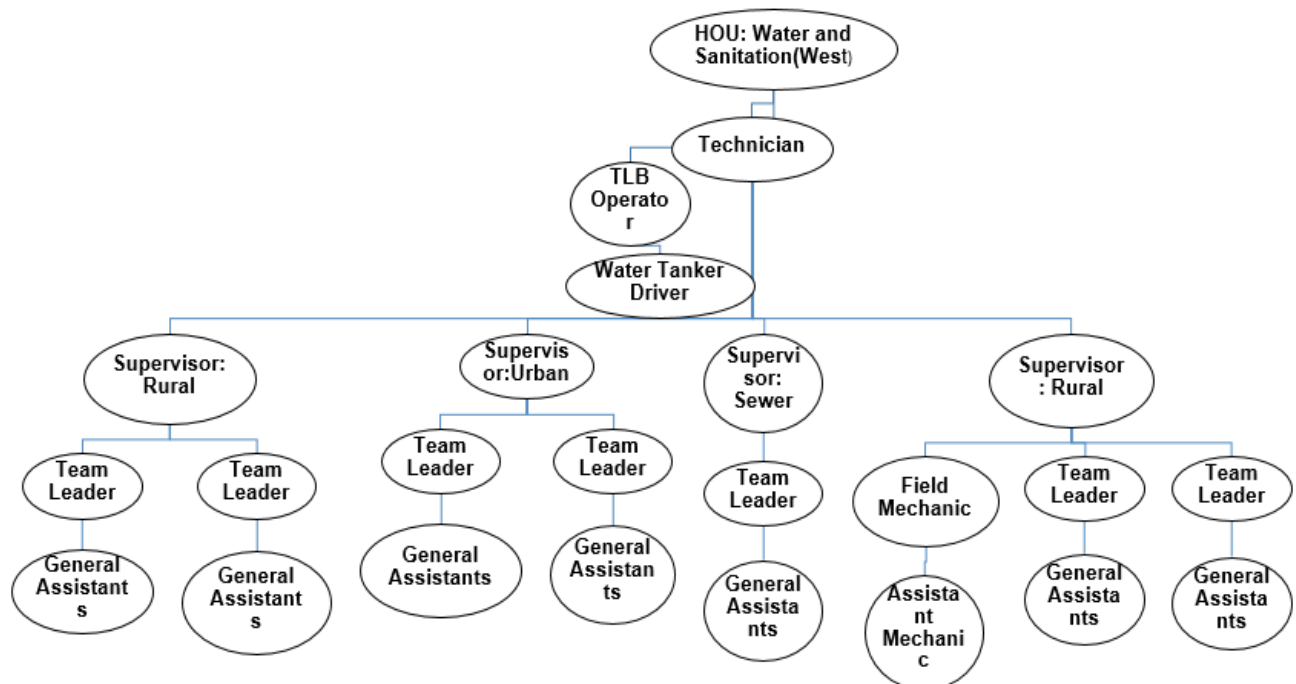 HOU: Water and
Sanitation(West)
Technician
TLB
Operato
r
Water Tanker
Driver
Supervisor:
Rural
Supervis
or:Urban
Supervi
sor:
Sewer
Supervisor
: Rural
Team
Leader
Team
Leader
Team
Leader
Team
Leader
Team
Leader
Field
Mechanic
Team
Leader
Team
Leader
General
Assistant
s
General
Assistant
s
General
Assistants
General
Assistan
ts
General
Assista
nts
Assista
nt
Mechani
c
General
Assista
nts
General
Assista
nts